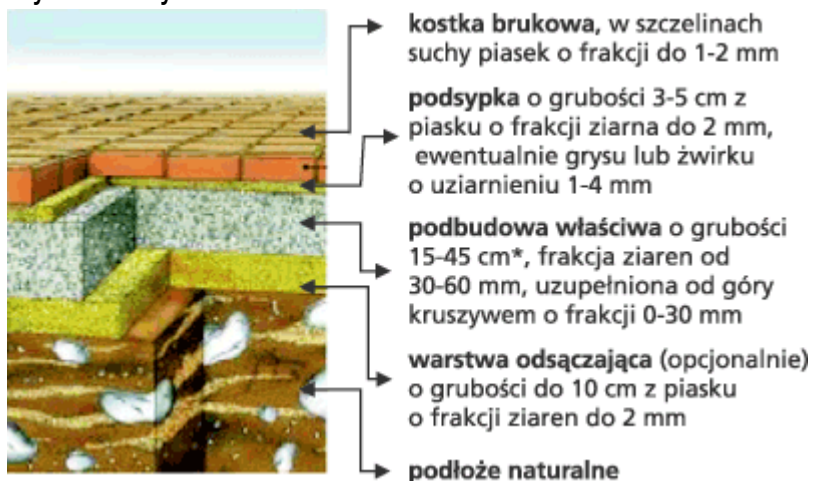 kostka brukowa, w szczelinach
suchy piasek o frakcji do 1-2 mm
podsypka o grubości 3-5 cm z
piasku o frakcji ziarna do 2 mm,
ewentualnie grysu lub żwirku
o uziarnieniu 1-4 mm
podbudowa właściwa o grubości
15-45 cm*, frakcja ziaren od
30-60 mm, uzupełniona od góry
kruszywem o frakcji 0-30 mm
warstwa odsączająca (opcjonalnie)
o grubości do 10 cm z piasku
o frakcji ziaren do 2 mm
podłoże naturalne